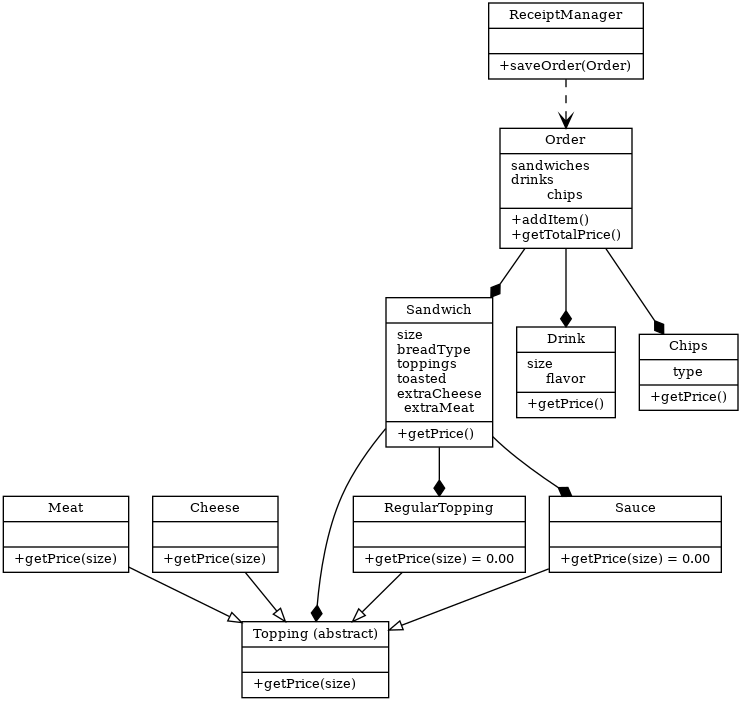 ReceiptManager
+saveOrder(Order)
Order
sandwiches
drinks
chips
+addItem()
+getTotalPrice()
Sandwich
size
breadType
toppings
toasted
extraCheese
extraMeat
+getPrice()
Drink
size
flavor
+getPrice()
Chips
type
+getPrice()
Meat
+getPrice(size)
Cheese
+getPrice(size)
RegularTopping
+getPrice(size) = 0.00
Sauce
+getPrice(size) = 0.00
Topping (abstract)
+getPrice(size)